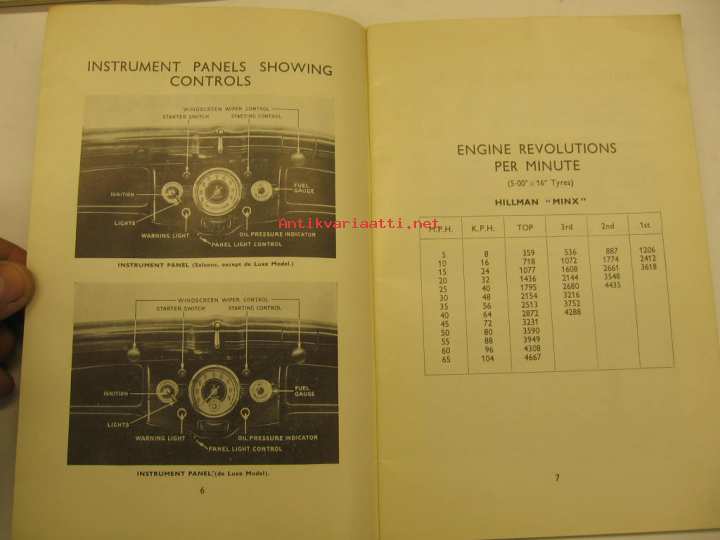 INSTRUMENT PANELS SHOWING
CONTROLS
WINDSCREEN WIPER CONTROL
STARTER SWITCH STARTING CONTROL
IGNITION
FUEL
GAUGE
LIGHTS
WARNING LIGHT OIL PRESSURE INDICATOR
PANEL LIGHT CONTROL
INSTRUMENT PANEL (Saloons, except de Luxe Model.)
WINDSCREEN WIPER CONTROL
STARTER SWITCH STARTING CONTROL
IGNITION
FUEL
GAUGE
LIGHTS
WARNING LIGHT OIL PRESSURE INDICATOR
PANEL LIGHT CONTROL
INSTRUMENT PANEL (de Luxe Model).
6
Antikvariaatti.net
ENGINE REVOLUTIONS
PER MINUTE
(5·00" x 16" Tyres)
HILLMAN "MINX"
M.P.H. K.P.H. TOP 3rd 2nd 1st
5 8 359 536 887 1206
10 16 718 1072 1774 2412
15 24 1077 1608 2661 3618
20 32 1436 2144 3548
25 40 1795 2680 4435
30 48 2154 3216
35 56 2513 3752
40 64 2872 4288
45 72 3231
50 80 3590
55 88 3949
60 96 4308
65 104 4667
7